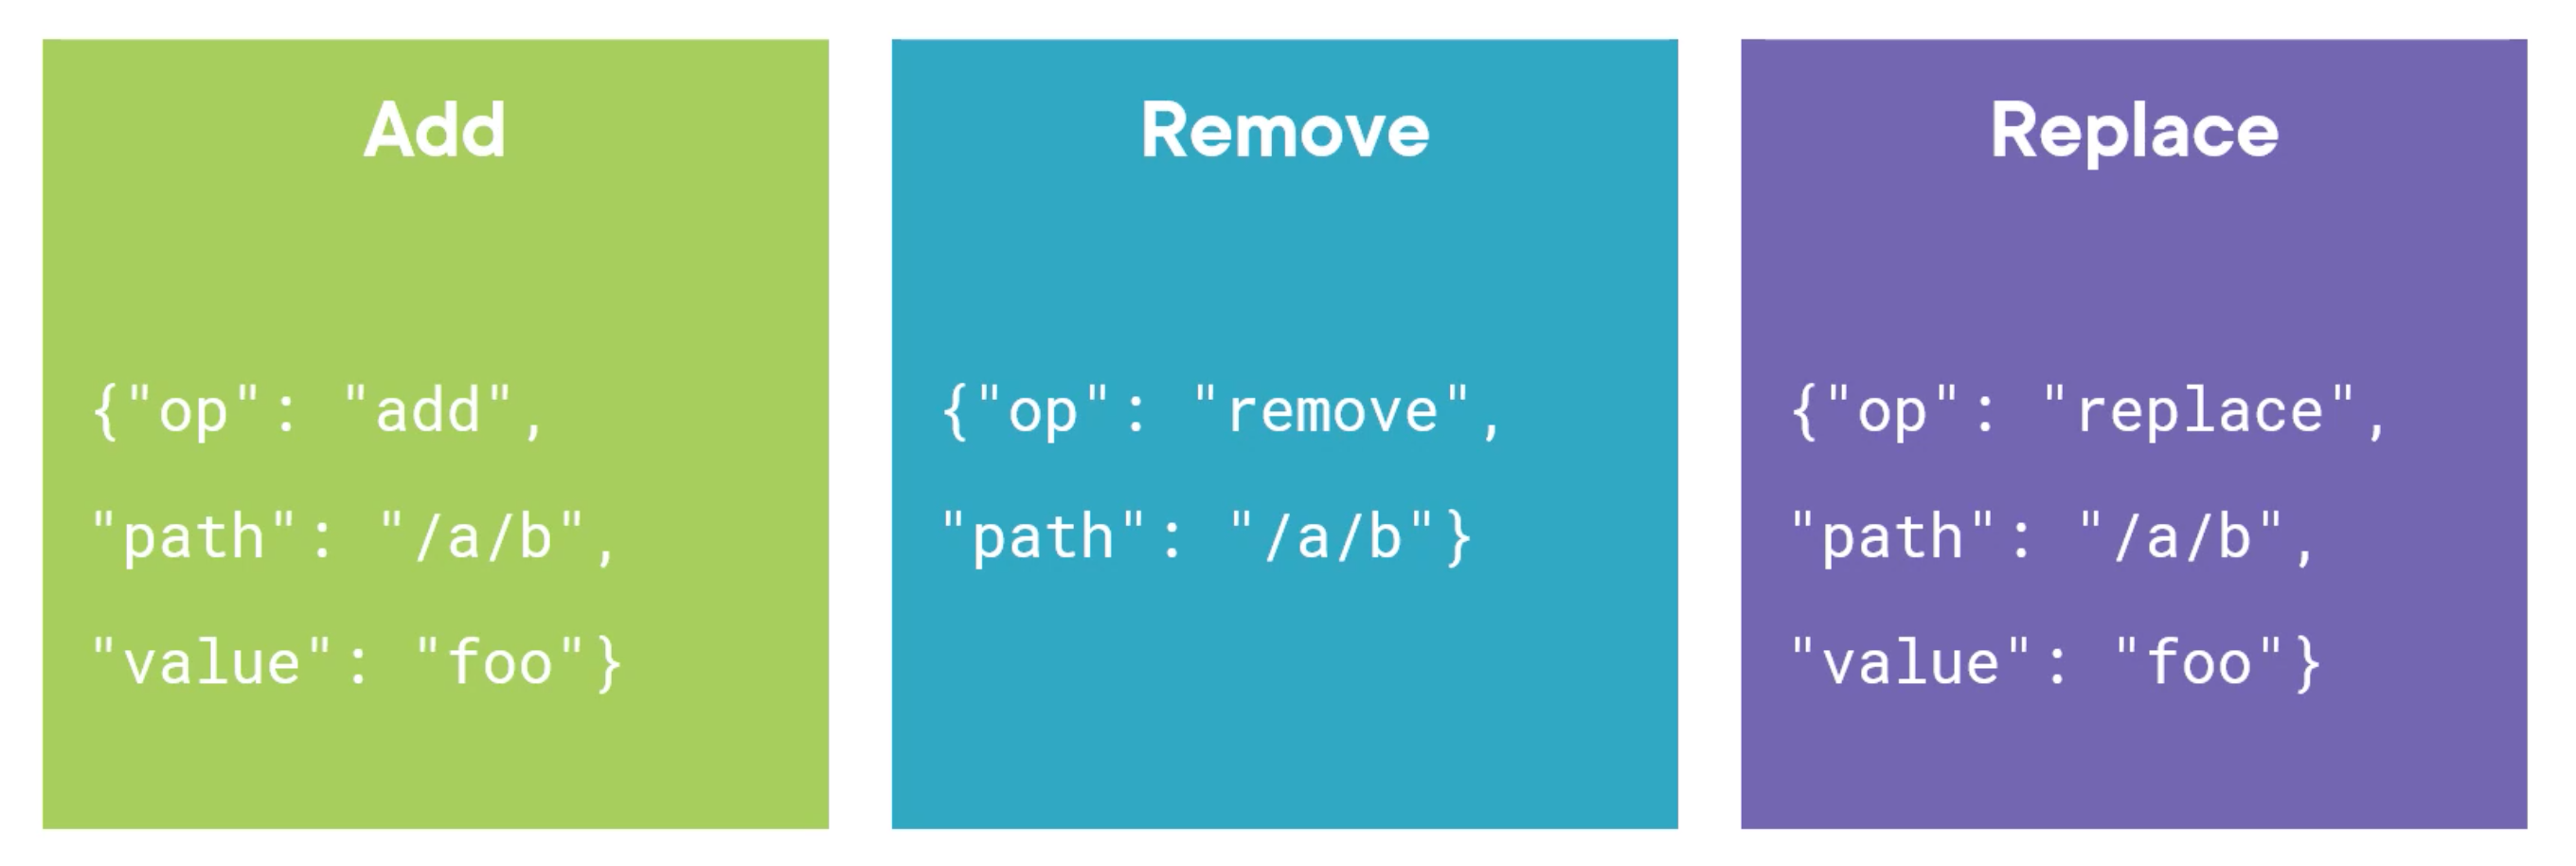 Add
{"op": "add",
"path": "/a/b",
"value": "foo"}
Remove
{"op": "remove",
"path": "/a/b"}
Replace
{"op": "replace",
"path": "/a/b",
"value": "foo"}